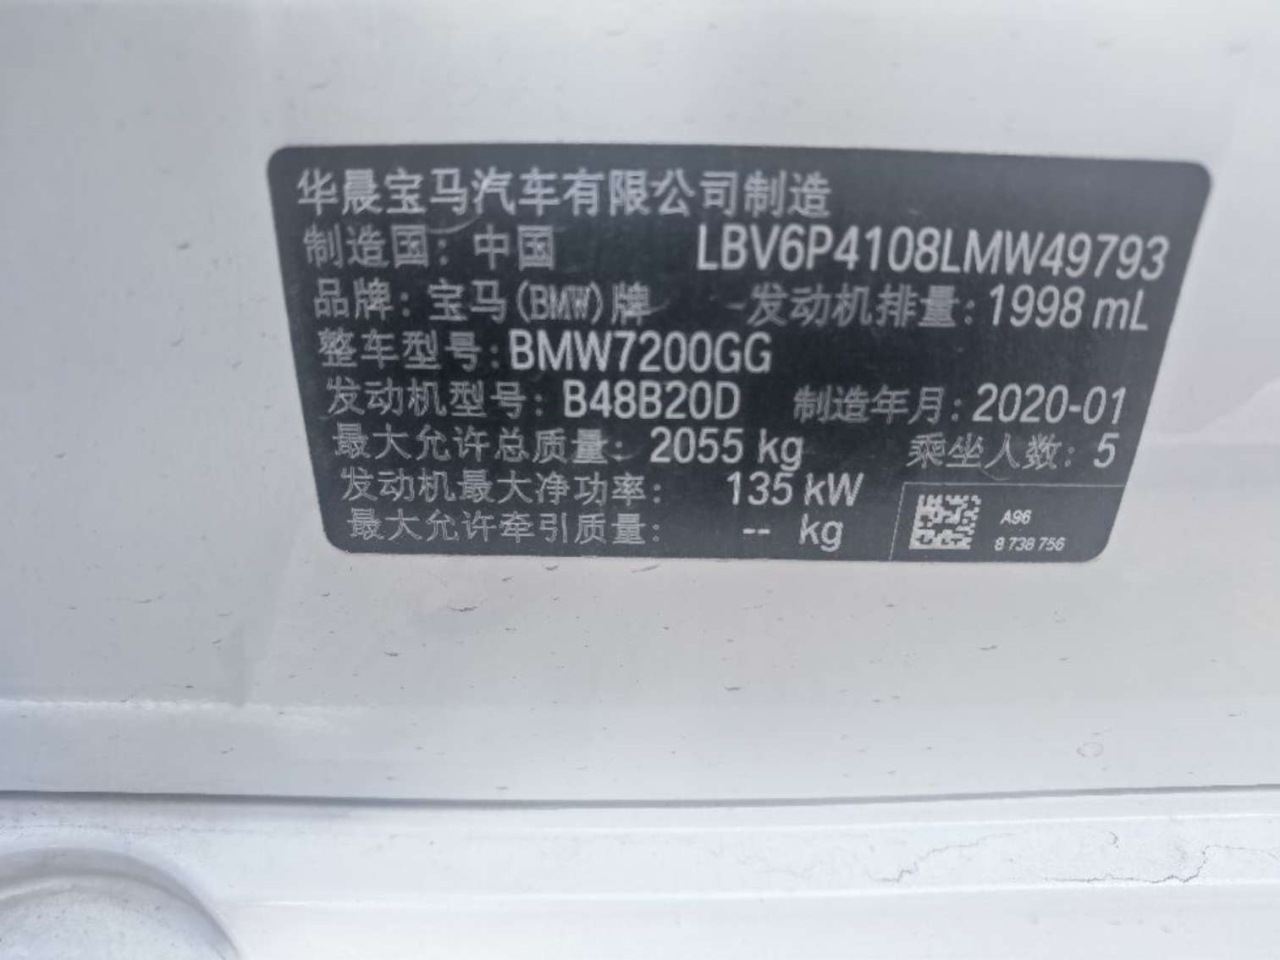 华晨宝马汽车有限公司制造
制造国：中国 LBV6P4108LMW49793
品牌：宝马(BMW)牌 发动机排量：1998 mL
整车型号：BMW7200GG
发动机型号：B48B20D 制造年月：2020-01
最大允许总质量：2055 kg 乘坐人数：5
发动机最大净功率： 135 kW
最大允许牵引质量： -- kg
A96
8 738 756